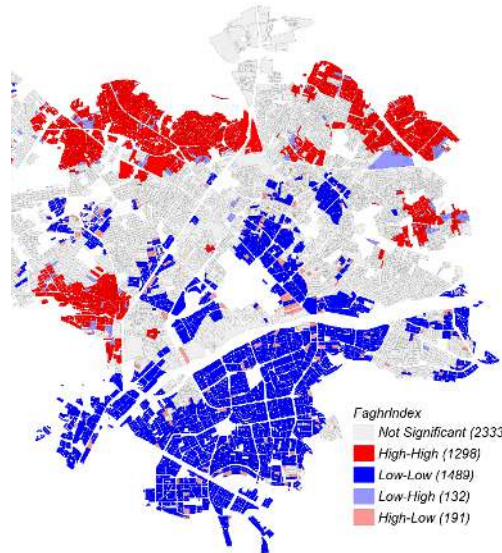 FaghrIndex
Not Significant (2333
High-High (1298)
Low-Low (1489)
Low-High (132)
High-Low (191)